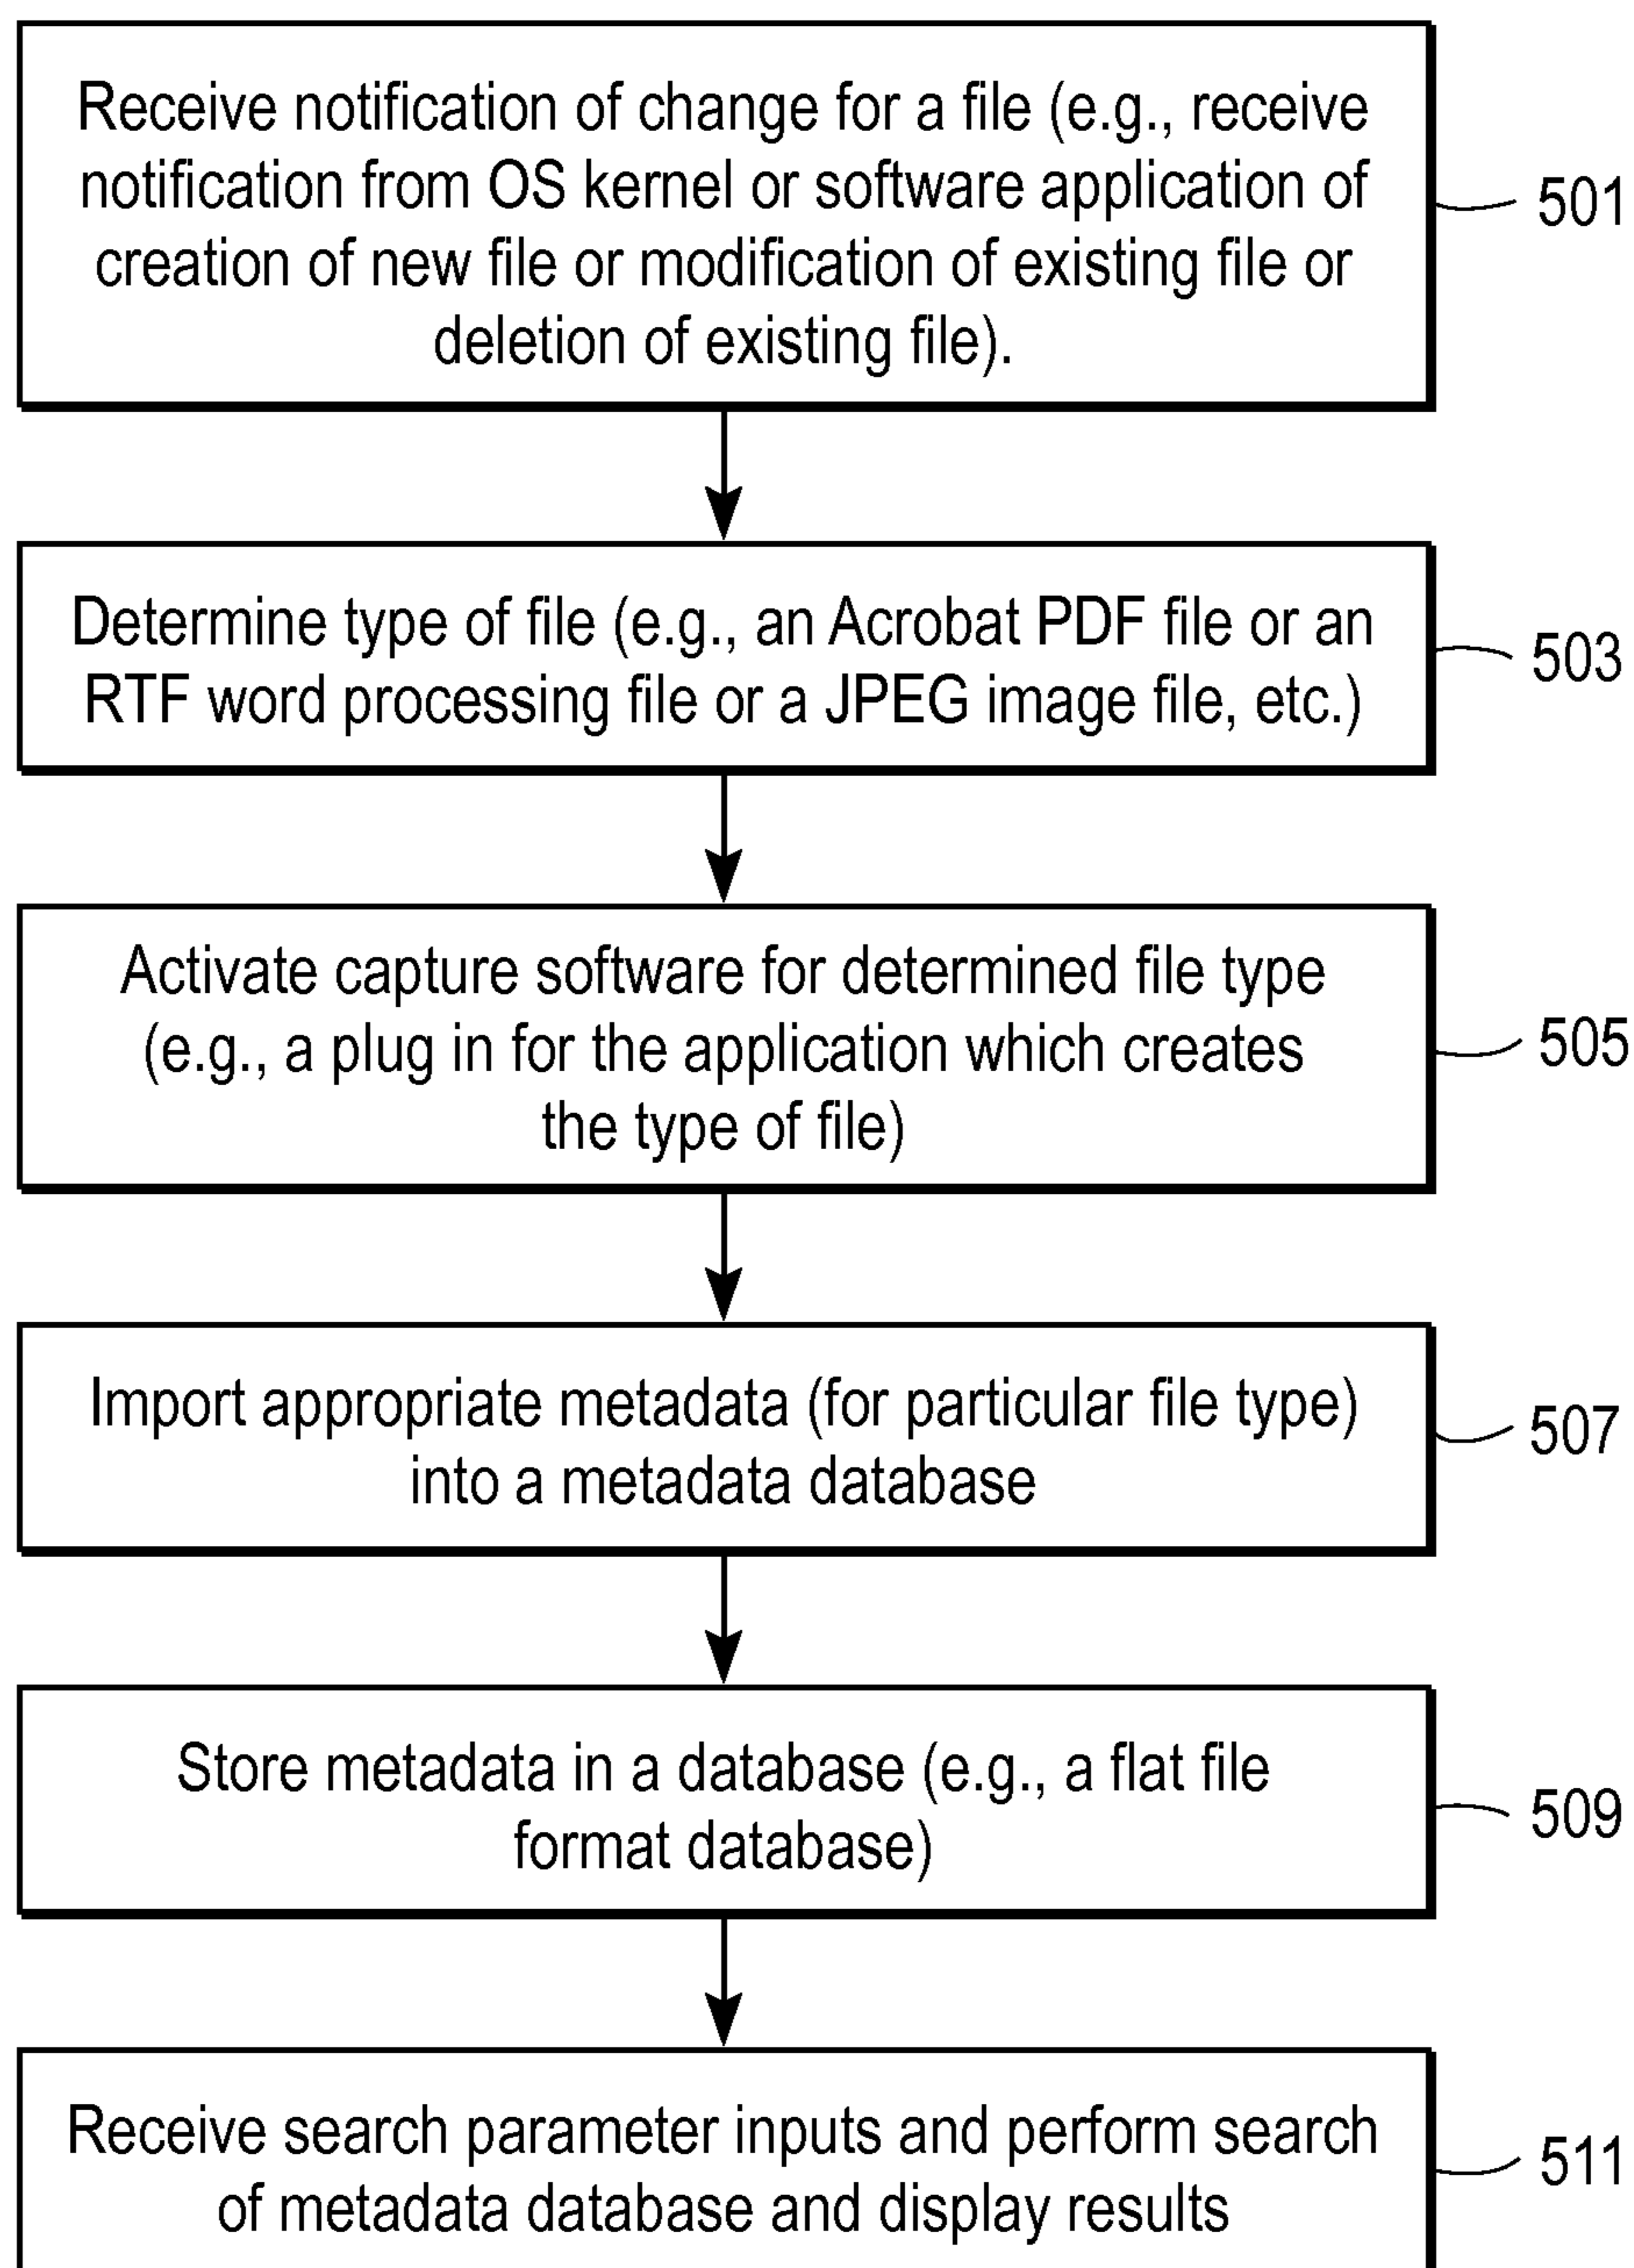 Receive notification of change for a file (e.g., receive
notification from OS kernel or software application of
creation of new file or modification of existing file or
deletion of existing file).
501
Determine type of file (e.g., an Acrobat PDF file or an
RTF word processing file or a JPEG image file, etc.)
503
Activate capture software for determined file type
(e.g., a plug in for the application which creates
the type of file)
505
Import appropriate metadata (for particular file type)
into a metadata database
507
Store metadata in a database (e.g., a flat file
format database)
509
Receive search parameter inputs and perform search
of metadata database and display results
511